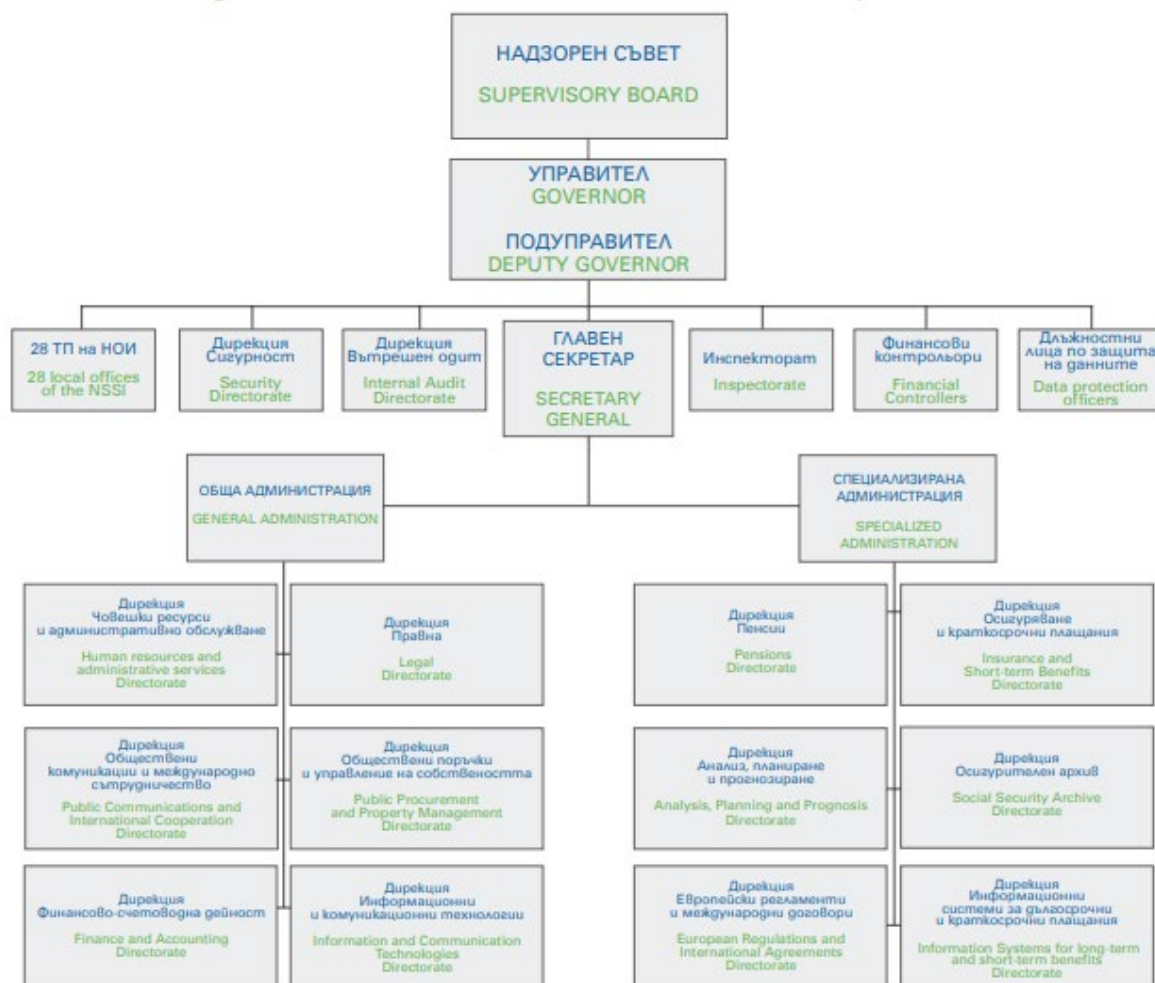 НАДЗОРЕН СЪВЕТ
SUPERVISORY BOARD
УПРАВИТЕЛ
GOVERNOR
ПОДУПРАВИТЕЛ
DEPUTY GOVERNOR
28 ТП на НОИ
28 local offices
of the NSSI
Дирекция
Сигурност
Security
Directorate
Дирекция
Вътрешен одит
Internal Audit
Directorate
ГЛАВЕН
СЕКРЕТАР
SECRETARY
GENERAL
Инспекторат
Inspectorate
Финансови
контрольори
Financial
Controllers
Длъжностни
лица по защита
на данните
Data protection
officers
ОБЩА АДМИНИСТРАЦИЯ
GENERAL ADMINISTRATION
СПЕЦИАЛИЗИРАНА
АДМИНИСТРАЦИЯ
SPECIALIZED
ADMINISTRATION
Дирекция
Човешки ресурси
и административно обслужване
Human resources and
administrative services
Directorate
Дирекция
Правна
Legal
Directorate
Дирекция
Пенсии
Pensions
Directorate
Дирекция
Осигуряване
и краткосрочни плащания
Insurance and
Short-term Benefits
Directorate
Дирекция
Обществени
комуникации и международно
сътрудничество
Public Communications and
International Cooperation
Directorate
Дирекция
Обществени поръчки
и управление на собствеността
Public Procurement
and Property Management
Directorate
Дирекция
Анализ, планиране
и прогнозиране
Analysis, Planning and Prognosis
Directorate
Дирекция
Осигурителен архив
Social Security Archive
Directorate
Дирекция
Финансово-счетоводна дейност
Finance and Accounting
Directorate
Дирекция
Информационни
и комуникационни технологии
Information and Communication
Technologies
Directorate
Дирекция
Европейски регламенти
и международни договори
European Regulations and
International Agreements
Directorate
Дирекция
Информационни
системи за дългосрочни
и краткосрочни плащания
Information Systems for long-term
and short-term benefits
Directorate